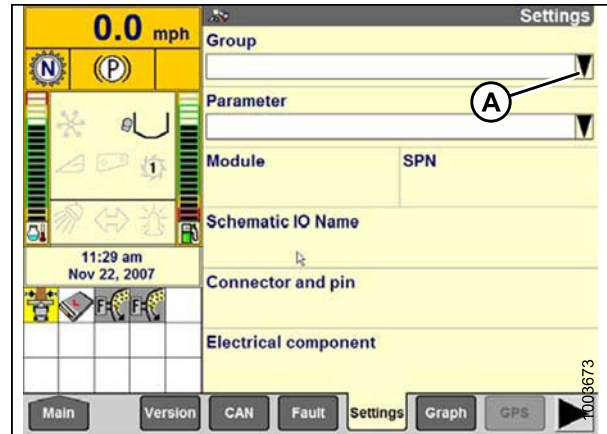 0.0 mph
Settings
Group
N
(P)
A
Parameter
1
Module
SPN
Schematic IO Name
11:29 am
Nov 22, 2007
Connector and pin
L
F
F
Electrical component
1003673
Main
Version
CAN
Fault
Settings
Graph
GPS